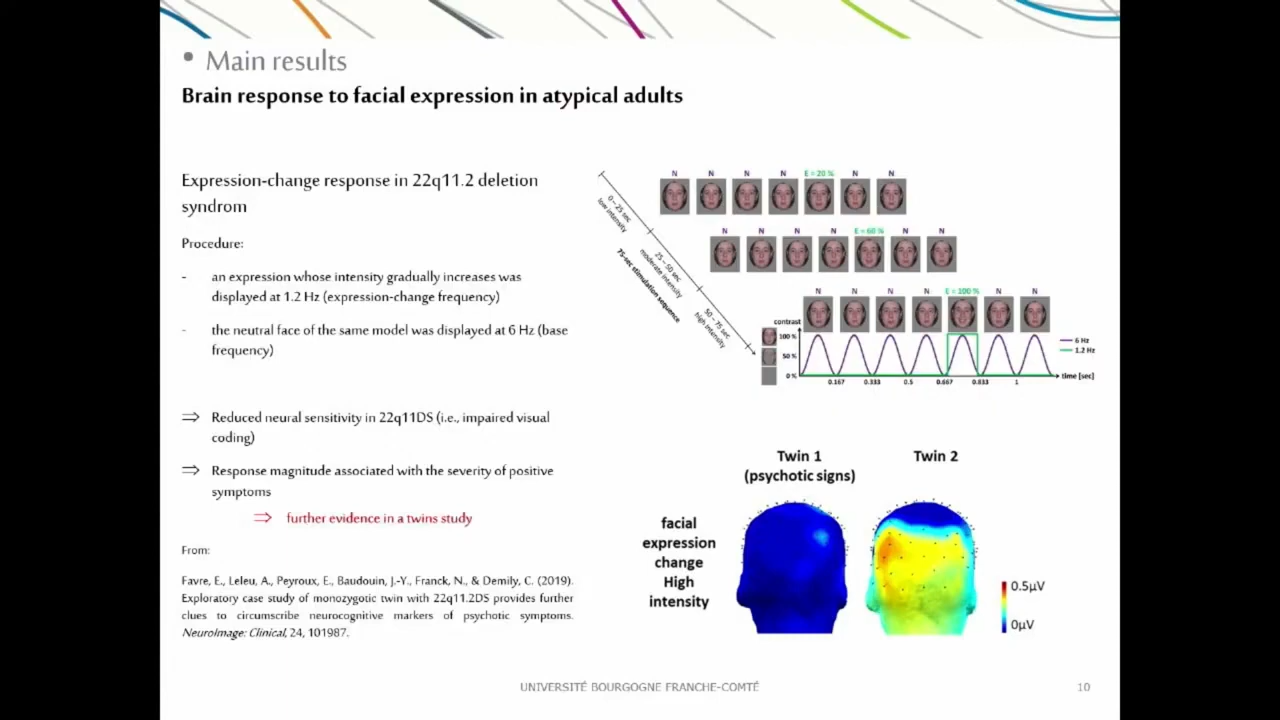 • Main results
Brain response to facial expression in atypical adults
Expression-change response in 22q11.2 deletion
syndrom
Procedure:
- an expression whose intensity gradually increases was
displayed at 1.2 Hz (expression-change frequency)
- the neutral face of the same model was displayed at 6 Hz (base
frequency)
⇒ Reduced neural sensitivity in 22q11DS (i.e., impaired visual
coding)
⇒ Response magnitude associated with the severity of positive
symptoms
⇒ further evidence in a twins study
From:
Favre, E., Leleu, A., Peyroux, E., Baudouin, J.-Y., Franck, N., & Demily, C. (2019).
Exploratory case study of monozygotic twin with 22q11.2DS provides further
clues to circumscribe neurocognitive markers of psychotic symptoms.
NeuroImage: Clinical, 24, 101987.
N N N N E = 20 % N N
0 – 25 sec
low intensity
N N N N E = 60 % N N
25 – 50 sec
moderate intensity
75-sec stimulation sequence
50 – 75 sec
high intensity
N N N N E = 100 % N N
contrast
100 %
50 %
0 %
0.167 0.333 0.5 0.667 0.833 1
time [sec]
6 Hz
1.2 Hz
Twin 1
(psychotic signs)
Twin 2
facial
expression
change
High
intensity
0.5µV
0µV
UNIVERSITÉ BOURGOGNE FRANCHE-COMTÉ
10